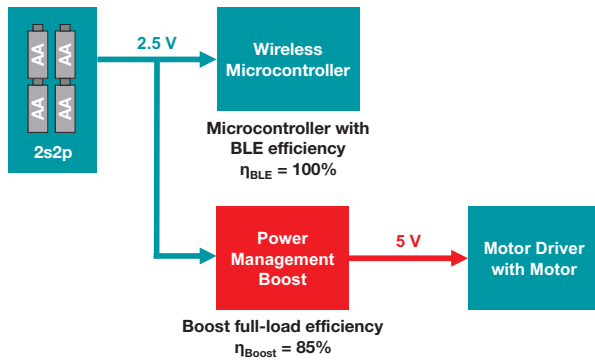 AA AA
AA AA
2s2p
2.5 V
Wireless
Microcontroller
Microcontroller with
BLE efficiency
ηBLE = 100%
Power
Management
Boost
5 V
Motor Driver
with Motor
Boost full-load efficiency
ηBoost = 85%